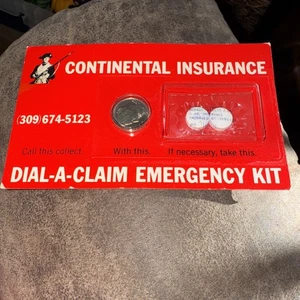 CONTINENTAL INSURANCE
(309)674-5123
Call this collect. With this. If necessary, take this.
DIAL-A-CLAIM EMERGENCY KIT